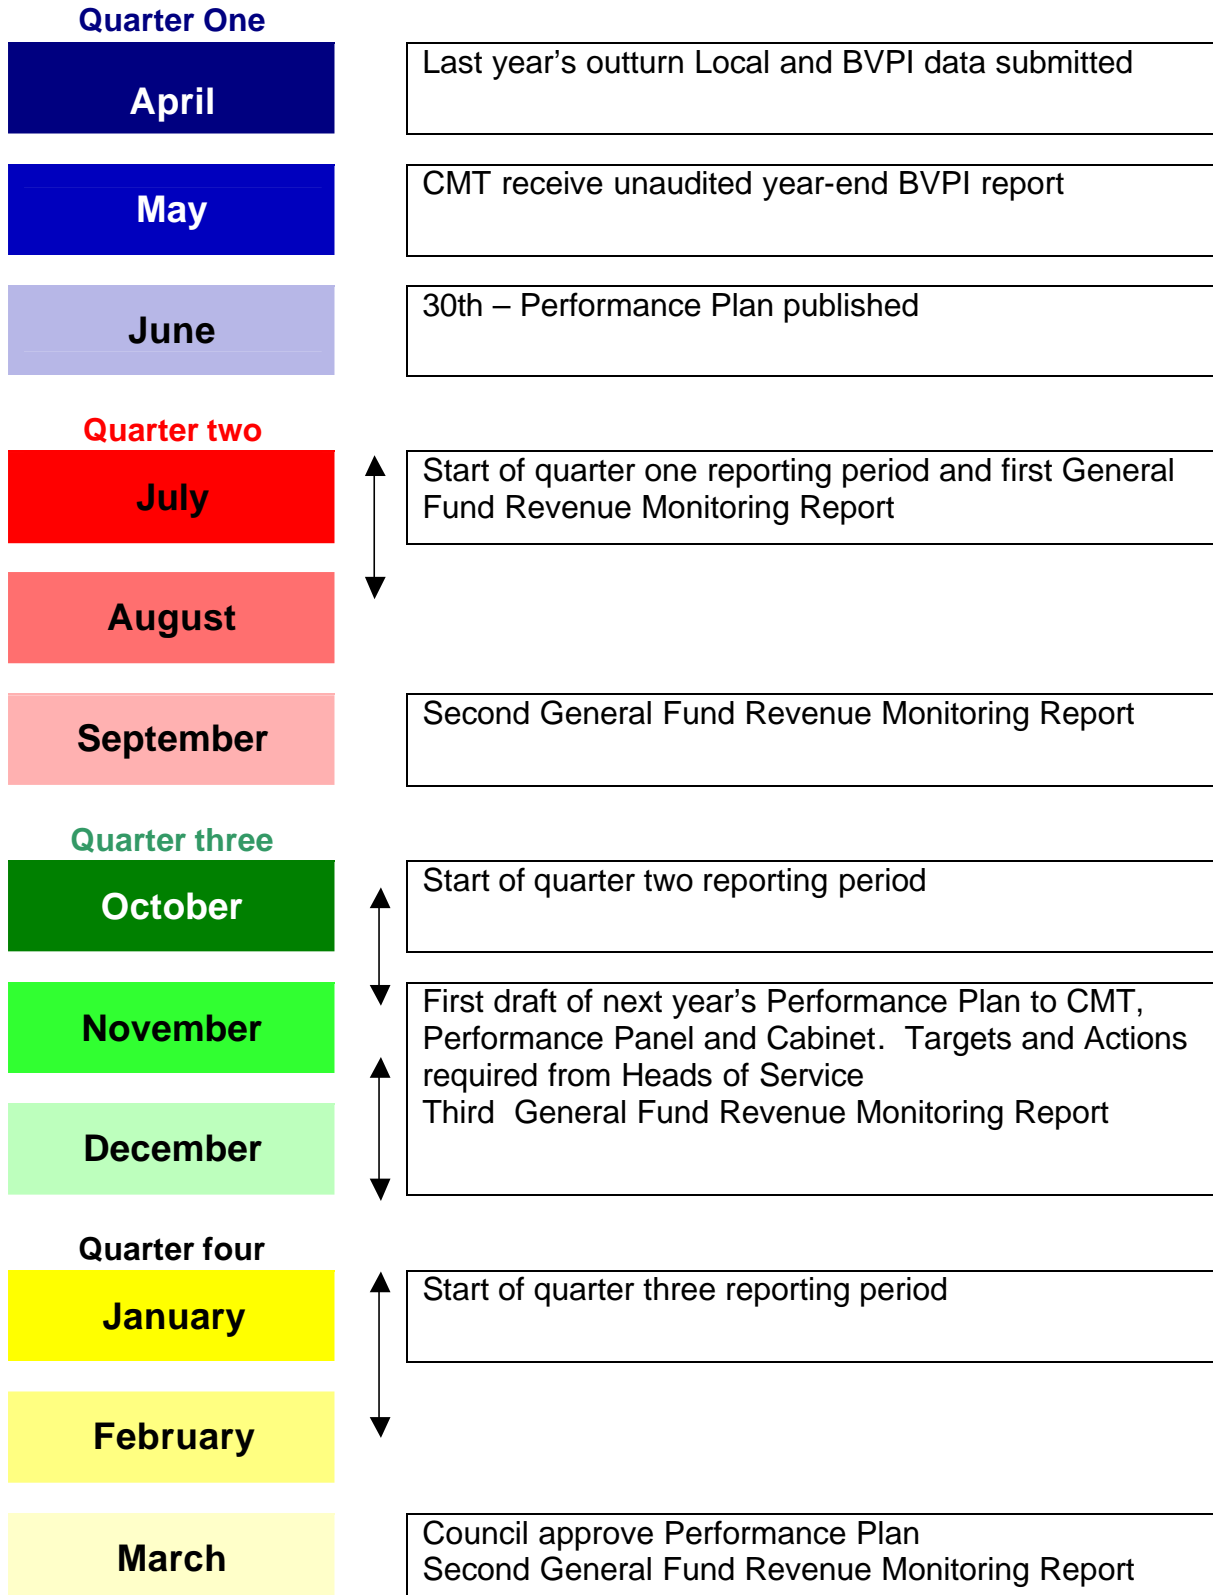 Quarter One
April
Last year's outturn Local and BVPI data submitted
May
CMT receive unaudited year-end BVPI report
June
30th – Performance Plan published
Quarter two
July
Start of quarter one reporting period and first General
Fund Revenue Monitoring Report
August
September
Second General Fund Revenue Monitoring Report
Quarter three
October
Start of quarter two reporting period
November
First draft of next year's Performance Plan to CMT,
Performance Panel and Cabinet.  Targets and Actions
required from Heads of Service
Third  General Fund Revenue Monitoring Report
December
Quarter four
January
Start of quarter three reporting period
February
March
Council approve Performance Plan
Second General Fund Revenue Monitoring Report